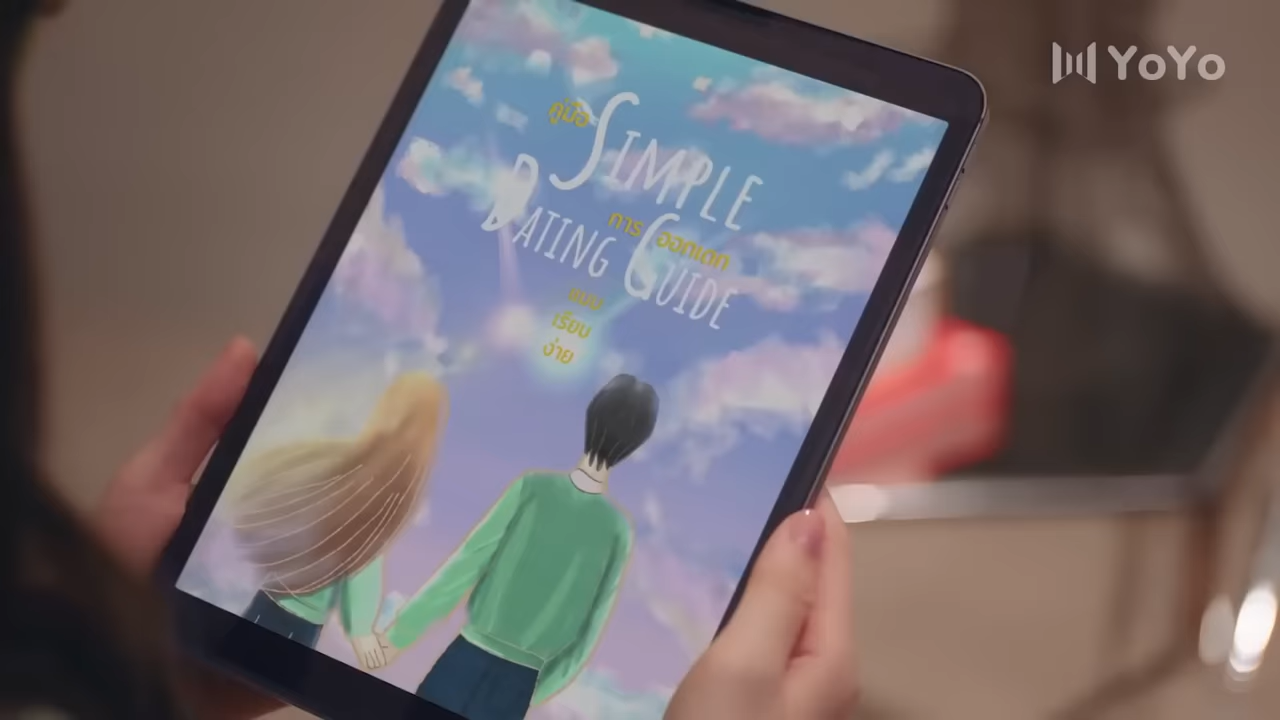 YoYo
คู่มือ
SIMPLE
DATING GUIDE
การ ออกเดท
แบบ
เรียบ
ง่าย